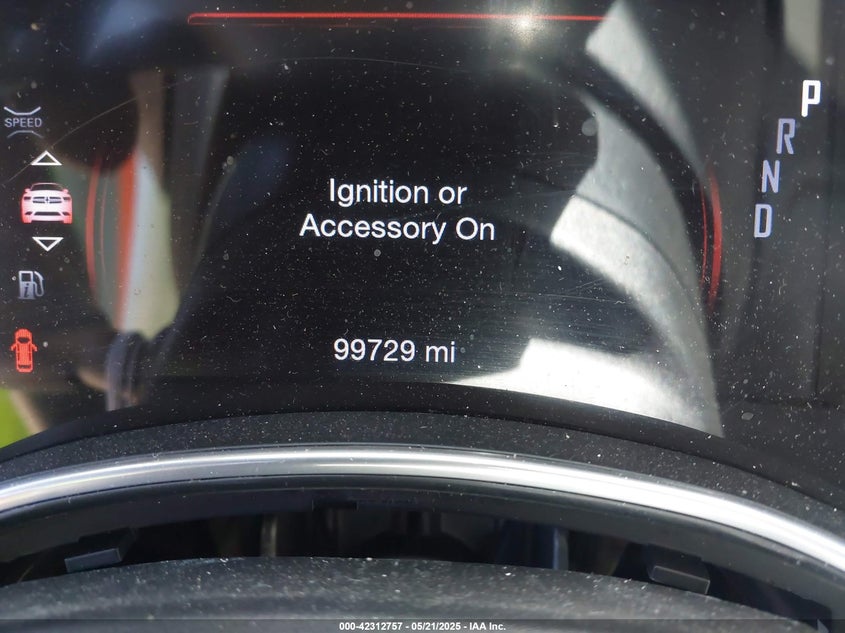 SPEED
P
R
N
D
Ignition or
Accessory On
99729 mi
000-42312757 - 05/21/2025 - IAA Inc.